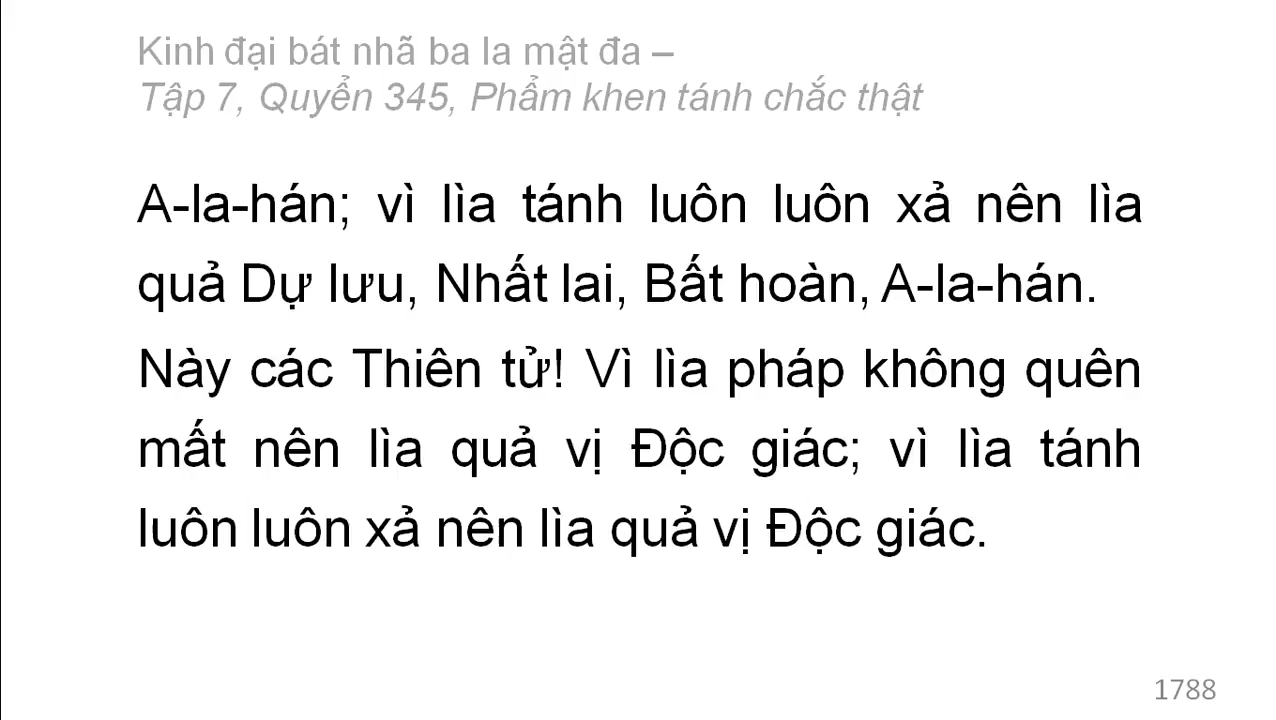 Kinh đại bát nhã ba la mật đa –
Tập 7, Quyển 345, Phẩm khen tánh chắc thật
A-la-hán; vì lìa tánh luôn luôn xả nên lìa
quả Dự lưu, Nhất lai, Bất hoàn, A-la-hán.
Này các Thiên tử! Vì lìa pháp không quên
mất nên lìa quả vị Độc giác; vì lìa tánh
luôn luôn xả nên lìa quả vị Độc giác.
1788